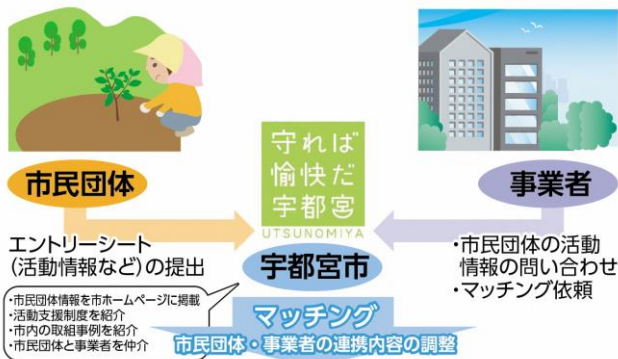 守れば
愉快だ
宇都宮
UTSUNOMIYA
市民団体
事業者
エントリーシート
(活動情報など)の提出
宇都宮市
・市民団体の活動
情報の問い合わせ
・マッチング依頼
・市民団体情報を市ホームページに掲載
・活動支援制度を紹介
・市内の取組事例を紹介
・市民団体と事業者を仲介
マッチング
市民団体・事業者の連携内容の調整